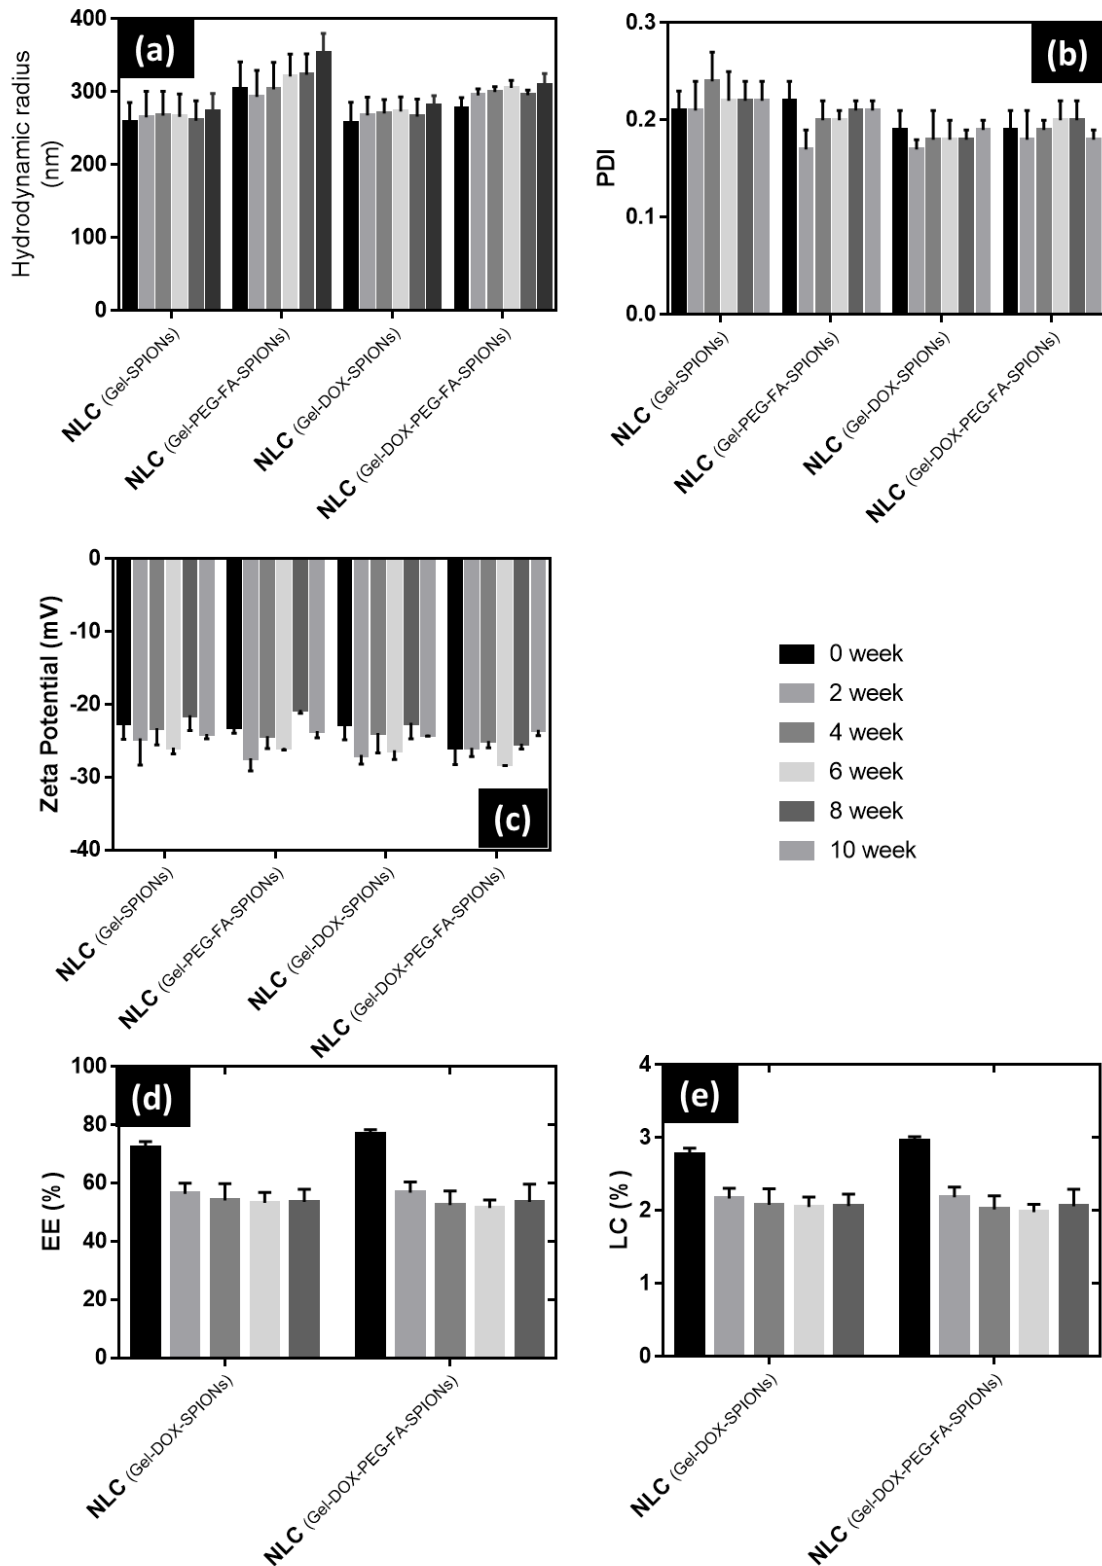 (a)
Hydrodynamic radius
(nm)
400
300
200
100
0
NLC (Gel-SPIONs)
NLC (Gel-PEG-FA-SPIONs)
NLC (Gel-DOX-SPIONs)
NLC (Gel-DOX-PEG-FA-SPIONs)
(b)
PDI
0.3
0.2
0.1
0.0
NLC (Gel-SPIONs)
NLC (Gel-PEG-FA-SPIONs)
NLC (Gel-DOX-SPIONs)
NLC (Gel-DOX-PEG-FA-SPIONs)
Zeta Potential (mV)
0
-10
-20
-30
-40
(c)
NLC (Gel-SPIONs)
NLC (Gel-PEG-FA-SPIONs)
NLC (Gel-DOX-SPIONs)
NLC (Gel-DOX-PEG-FA-SPIONs)
0 week
2 week
4 week
6 week
8 week
10 week
(d)
EE (% )
100
80
60
40
20
0
NLC (Gel-DOX-SPIONs)
NLC (Gel-DOX-PEG-FA-SPIONs)
(e)
LC (% )
4
3
2
1
0
NLC (Gel-DOX-SPIONs)
NLC (Gel-DOX-PEG-FA-SPIONs)